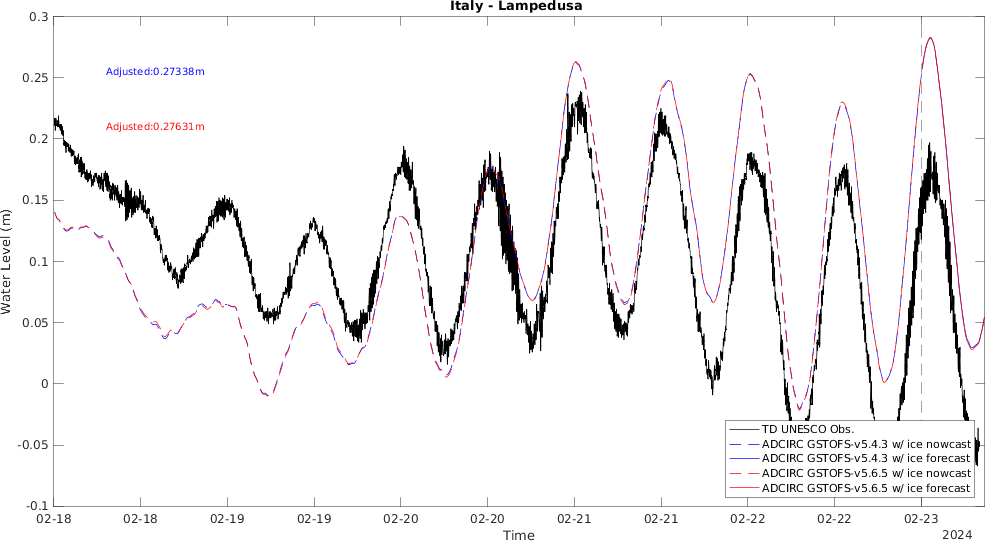 Italy - Lampedusa
0.3
0.25
0.2
0.15
0.1
0.05
0
-0.05
-0.1
Water Level (m)
Adjusted:0.27338m
Adjusted:0.27631m
TD UNESCO Obs.
ADCIRC GSTOFS-v5.4.3 w/ ice nowcast
ADCIRC GSTOFS-v5.4.3 w/ ice forecast
ADCIRC GSTOFS-v5.6.5 w/ ice nowcast
ADCIRC GSTOFS-v5.6.5 w/ ice forecast
02-18 02-18 02-19 02-19 02-20 02-20 02-21 02-21 02-22 02-22 02-23
Time
2024